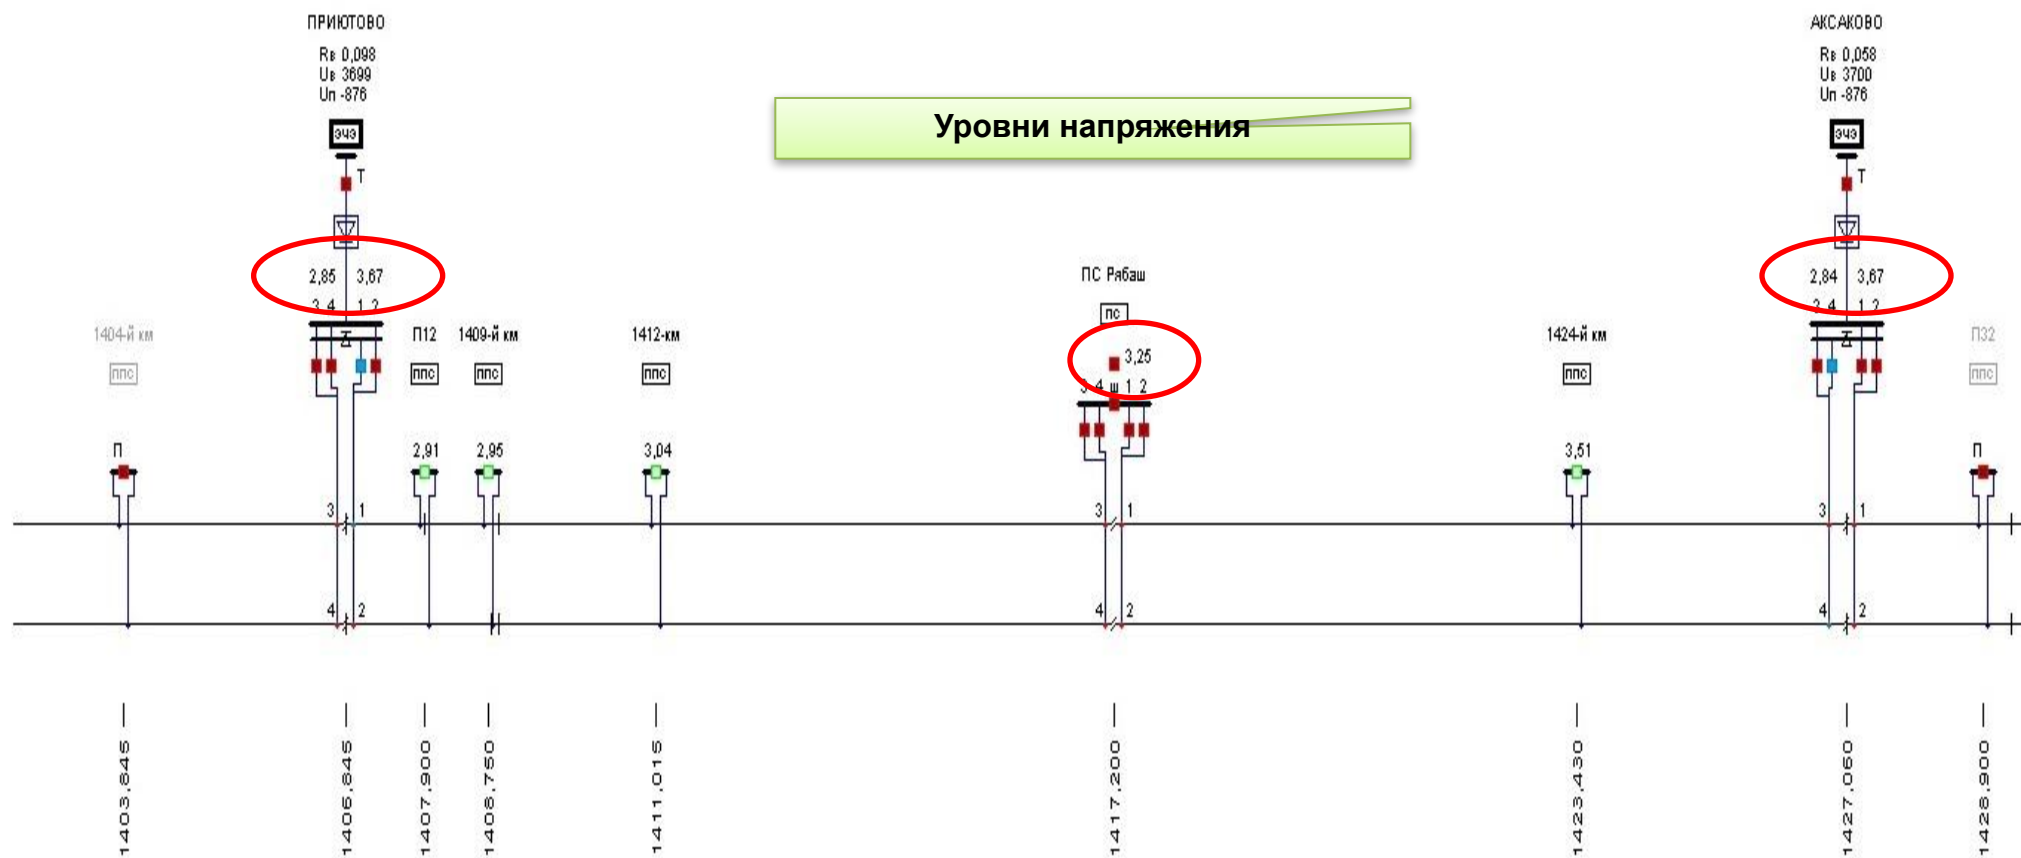 ПРИЮТОВО
Rв 0,098
Uв 3699
Uп -876
ЭЧЭ
Т
2,85 3,67
3 4 1 2
Уровни напряжения
АКСАКОВО
Rв 0,058
Uв 3700
Uп -876
ЭЧЭ
Т
2,84 3,67
3 4 1 2
ПС Рябаш
ПС
3,25
3 4 ш 1 2
1404-й км
ППС
П
П12
ППС
2,91
1409-й км
ППС
2,95
1412-км
ППС
3,04
1424-й км
ППС
3,51
П32
ППС
П
3 1
3 1
3 1
4 2
4 2
4 2
1403,845
1406,845
1407,900
1408,750
1411,015
1417,200
1423,430
1427,060
1428,900